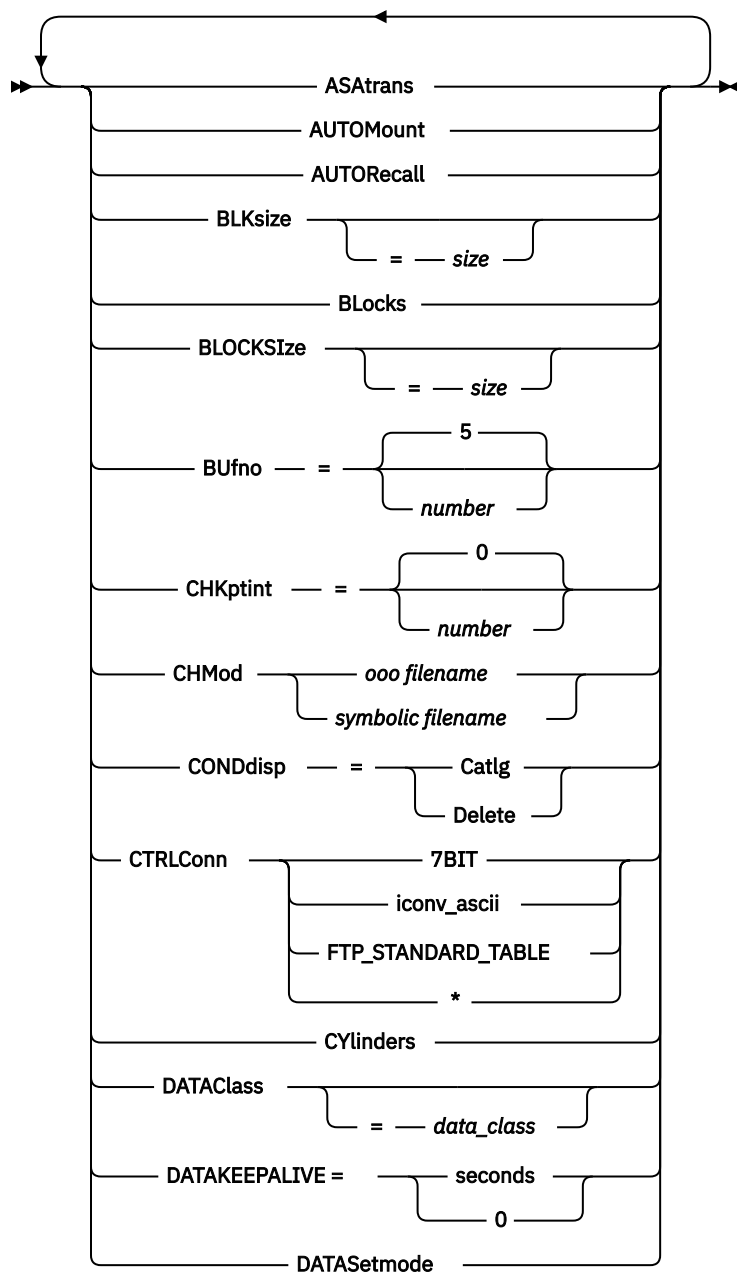 ASAtrans
AUTOMount
AUTORecall
BLKsize
= size
BLocks
BLOCKSIze
= size
5
BUfno =
number
0
CHKptint =
number
CHMod ooo filename
symbolic filename
CONDdisp = Catlg
Delete
CTRLConn 7BIT
iconv_ascii
FTP_STANDARD_TABLE
*
CYlinders
DATAClass
= data_class
DATAKEEPALIVE = seconds
0
DATASetmode